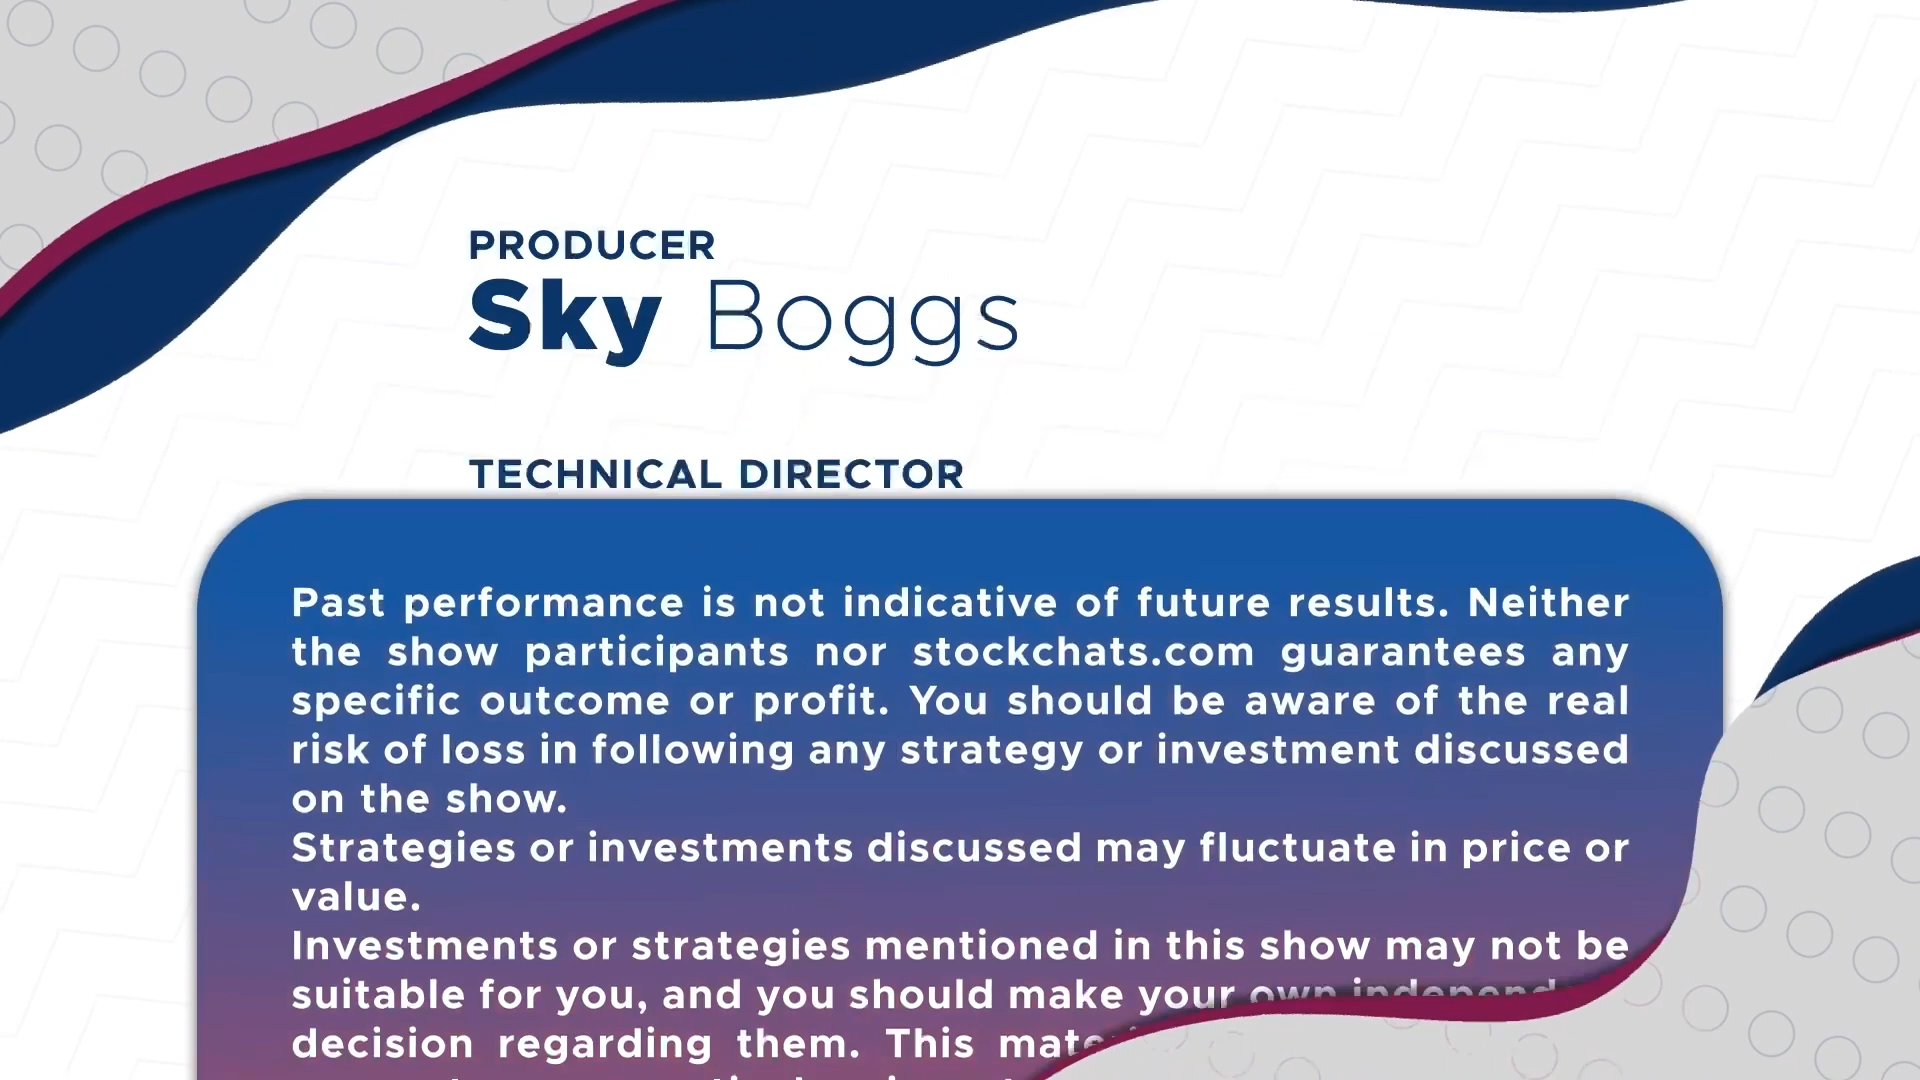 PRODUCER
Sky Boggs
TECHNICAL DIRECTOR
Past performance is not indicative of future results. Neither
the show participants nor stockchats.com guarantees any
specific outcome or profit. You should be aware of the real
risk of loss in following any strategy or investment discussed
on the show.
Strategies or investments discussed may fluctuate in price or
value.
Investments or strategies mentioned in this show may not be
suitable for you, and you should make your own
decision regarding them. This